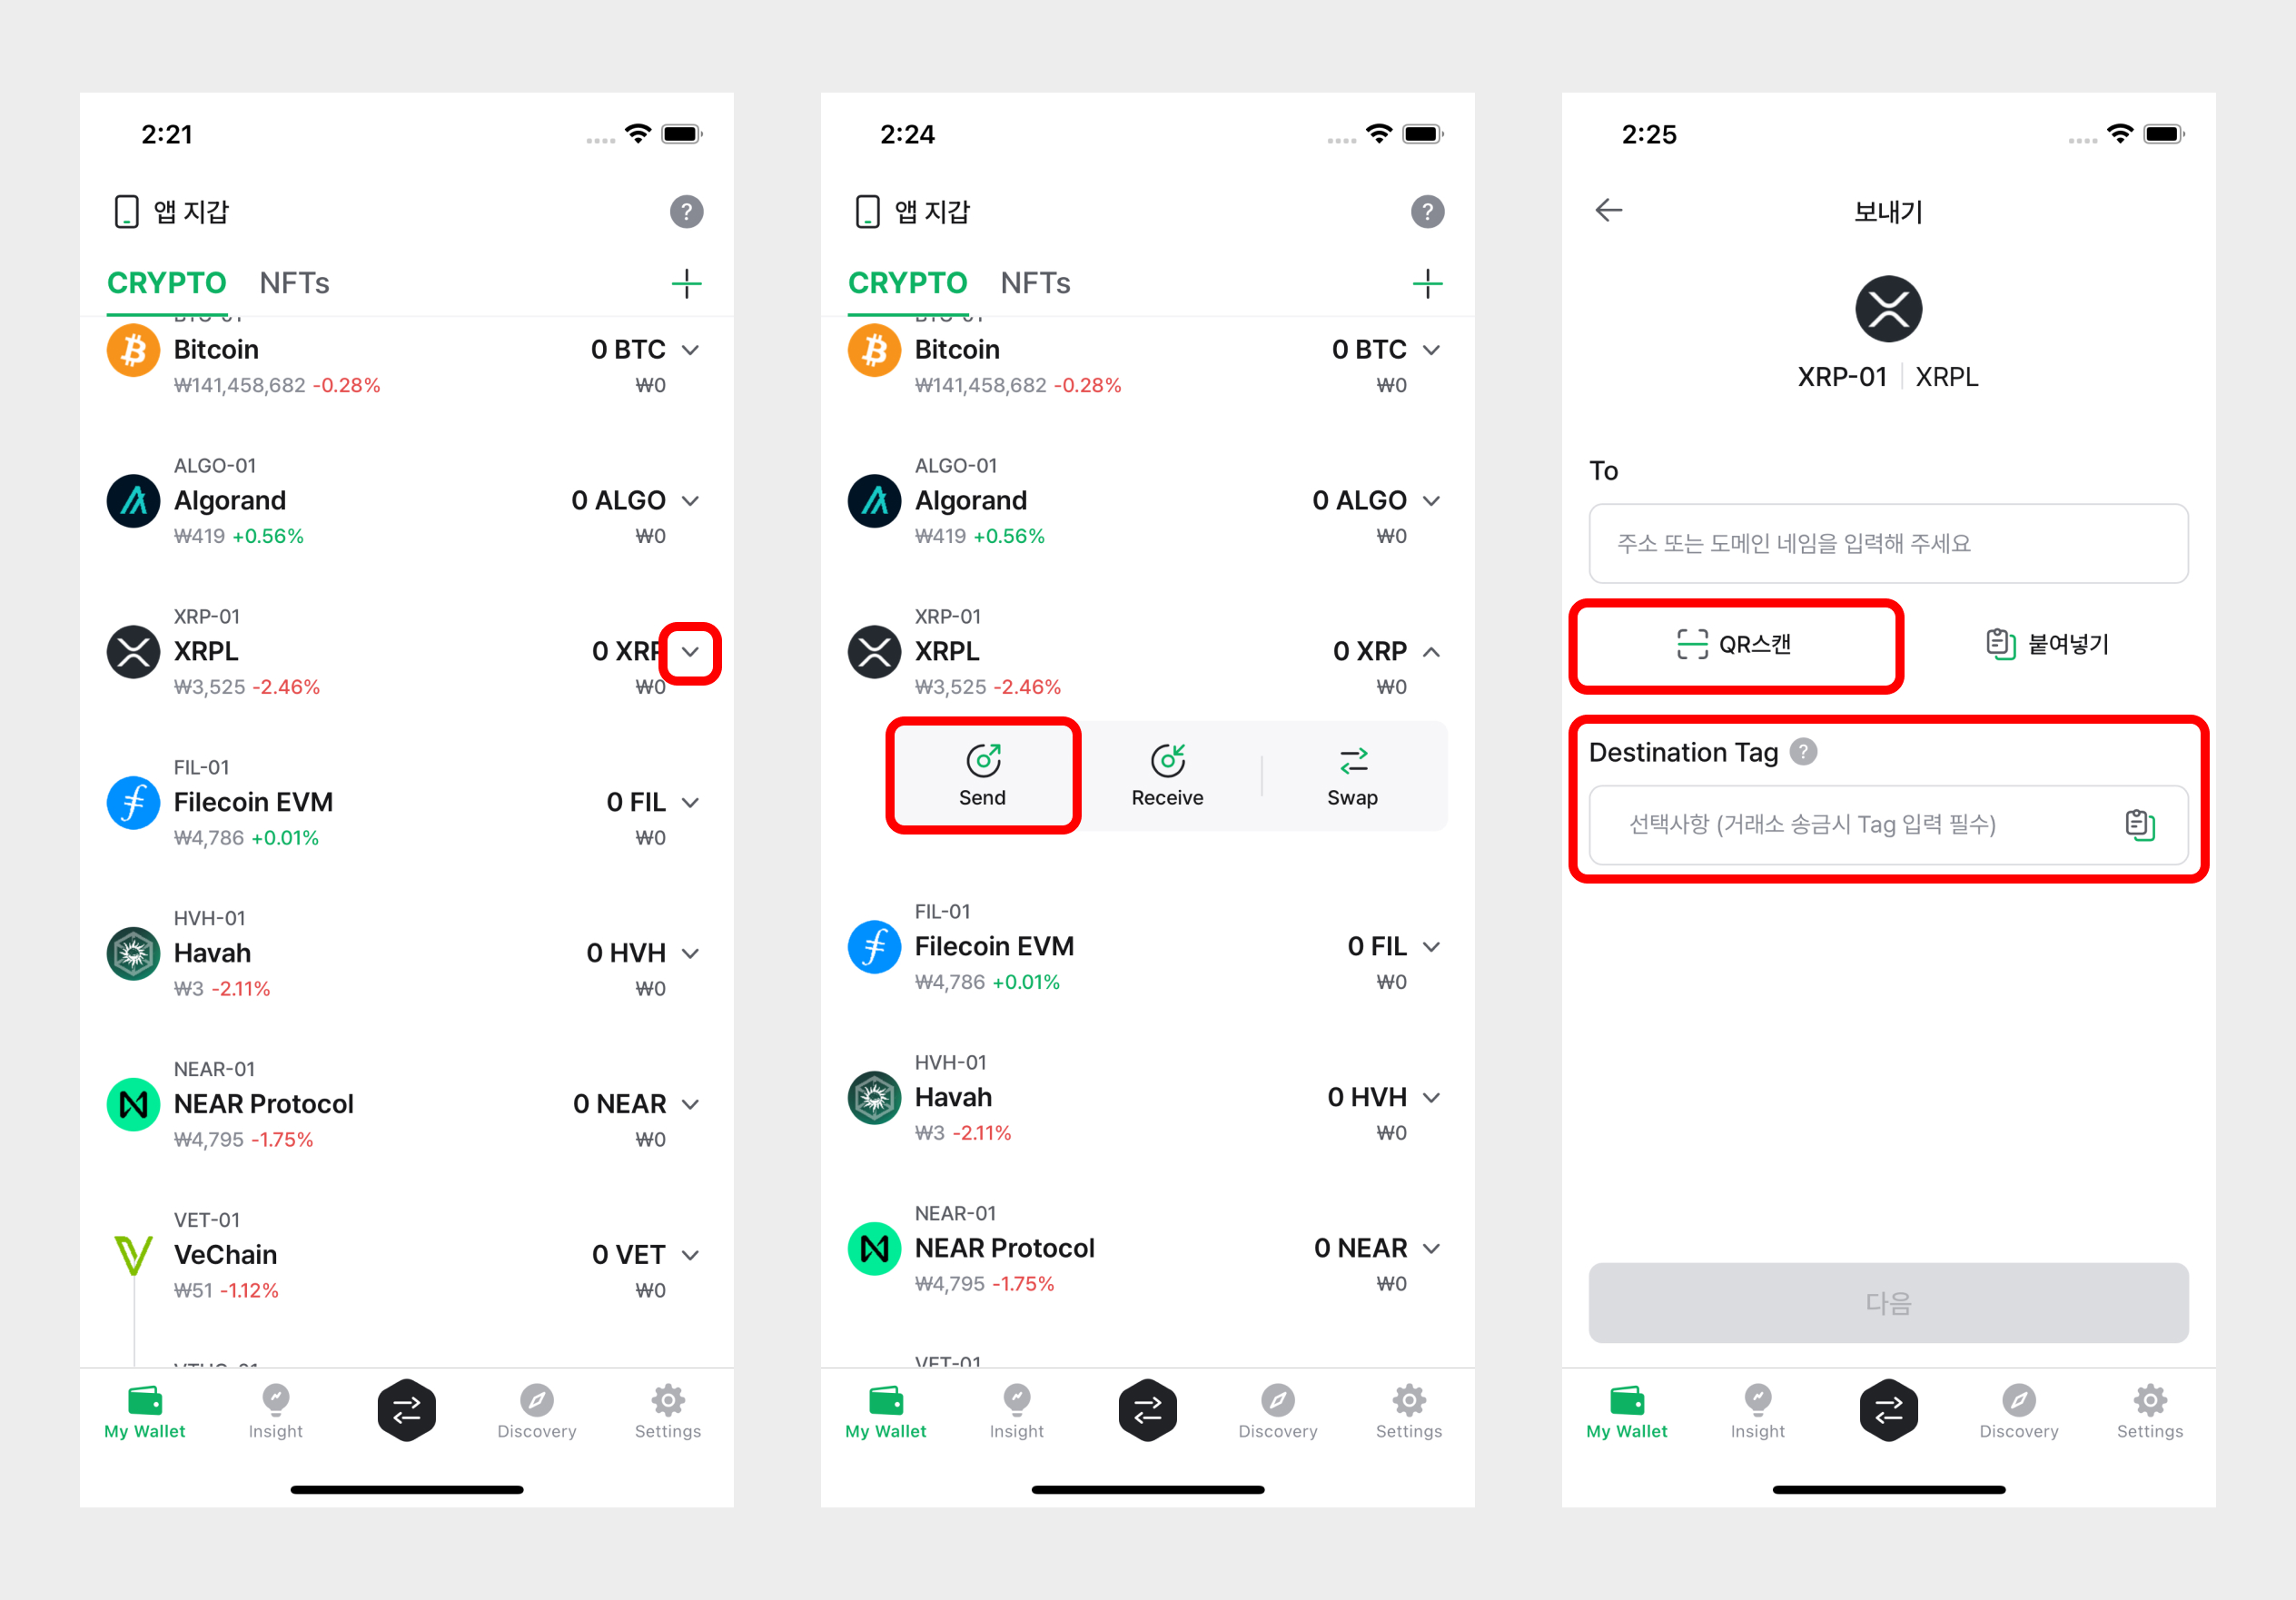 2:21
앱 지갑
?
CRYPTO NFTs
Bitcoin 0 BTC
₩141,458,682 -0.28% ₩0
ALGO-01
Algorand 0 ALGO
₩419 +0.56% ₩0
XRP-01
XRPL 0 XRP
₩3,525 -2.46% ₩0
FIL-01
Filecoin EVM 0 FIL
₩4,786 +0.01% ₩0
HVH-01
Havah 0 HVH
₩3 -2.11% ₩0
NEAR-01
NEAR Protocol 0 NEAR
₩4,795 -1.75% ₩0
VET-01
VeChain 0 VET
₩51 -1.12% ₩0
My Wallet Insight Discovery Settings
2:24
앱 지갑
?
CRYPTO NFTs
Bitcoin 0 BTC
₩141,458,682 -0.28% ₩0
ALGO-01
Algorand 0 ALGO
₩419 +0.56% ₩0
XRP-01
XRPL 0 XRP
₩3,525 -2.46% ₩0
Send Receive Swap
FIL-01
Filecoin EVM 0 FIL
₩4,786 +0.01% ₩0
HVH-01
Havah 0 HVH
₩3 -2.11% ₩0
NEAR-01
NEAR Protocol 0 NEAR
₩4,795 -1.75% ₩0
VET-01
My Wallet Insight Discovery Settings
2:25
보내기
XRP-01 XRPL
To
주소 또는 도메인 네임을 입력해 주세요
QR스캔 붙여넣기
Destination Tag ?
선택사항 (거래소 송금시 Tag 입력 필수)
다음
My Wallet Insight Discovery Settings